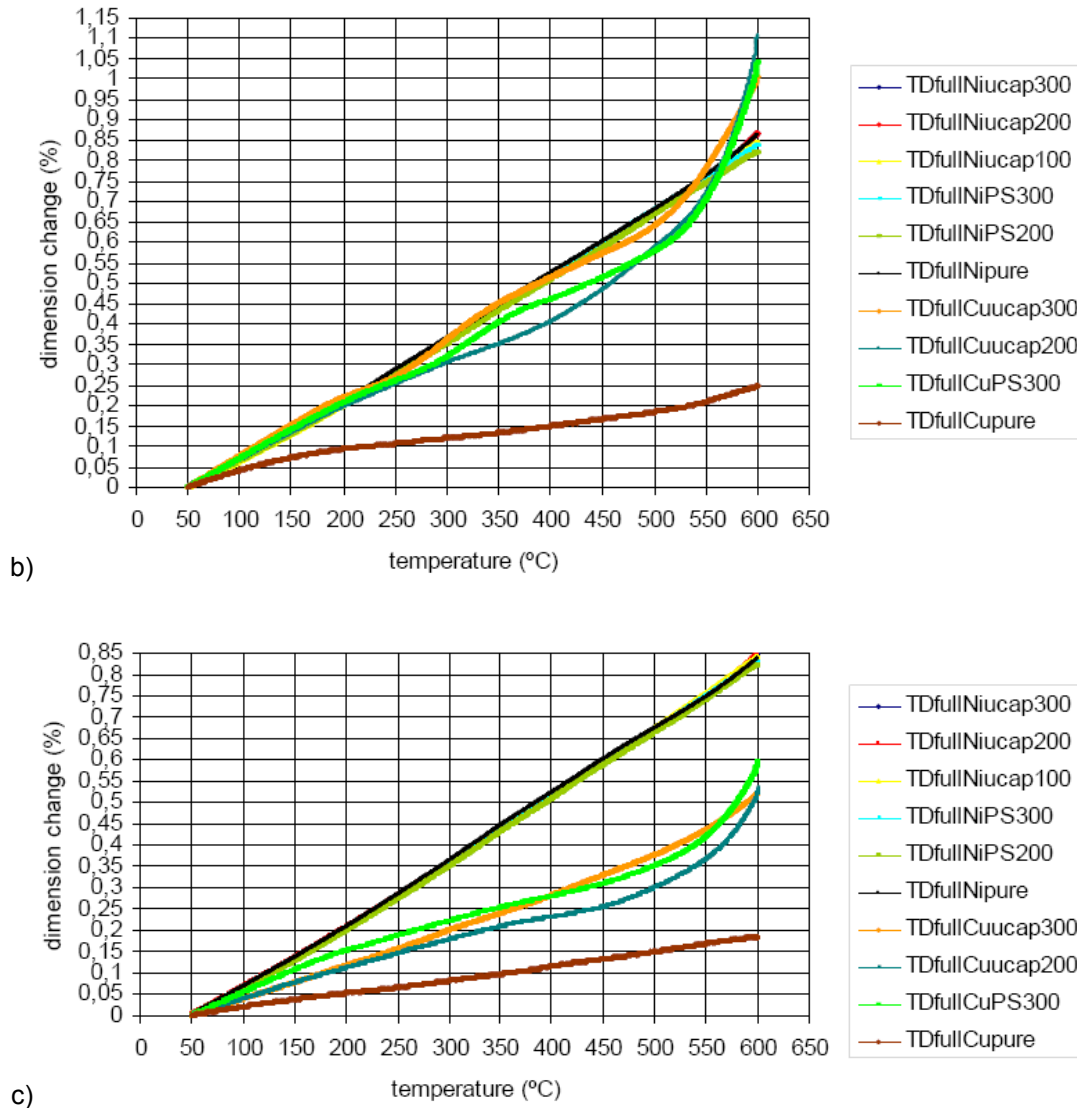 1,15
1,1
1,05
1
0,95
0,9
0,85
0,8
0,75
0,7
0,65
0,6
0,55
0,5
0,45
0,4
0,35
0,3
0,25
0,2
0,15
0,1
0,05
0
dimension change (%)
0 50 100 150 200 250 300 350 400 450 500 550 600 650
temperature (ºC)
TDfullNiucap300
TDfullNiucap200
TDfullNiucap100
TDfullNiPS300
TDfullNiPS200
TDfullNipure
TDfullCuucap300
TDfullCuucap200
TDfullCuPS300
TDfullCupure
b)
0,85
0,8
0,75
0,7
0,65
0,6
0,55
0,5
0,45
0,4
0,35
0,3
0,25
0,2
0,15
0,1
0,05
0
dimension change (%)
0 50 100 150 200 250 300 350 400 450 500 550 600 650
temperature (ºC)
TDfullNiucap300
TDfullNiucap200
TDfullNiucap100
TDfullNiPS300
TDfullNiPS200
TDfullNipure
TDfullCuucap300
TDfullCuucap200
TDfullCuPS300
TDfullCupure
c)